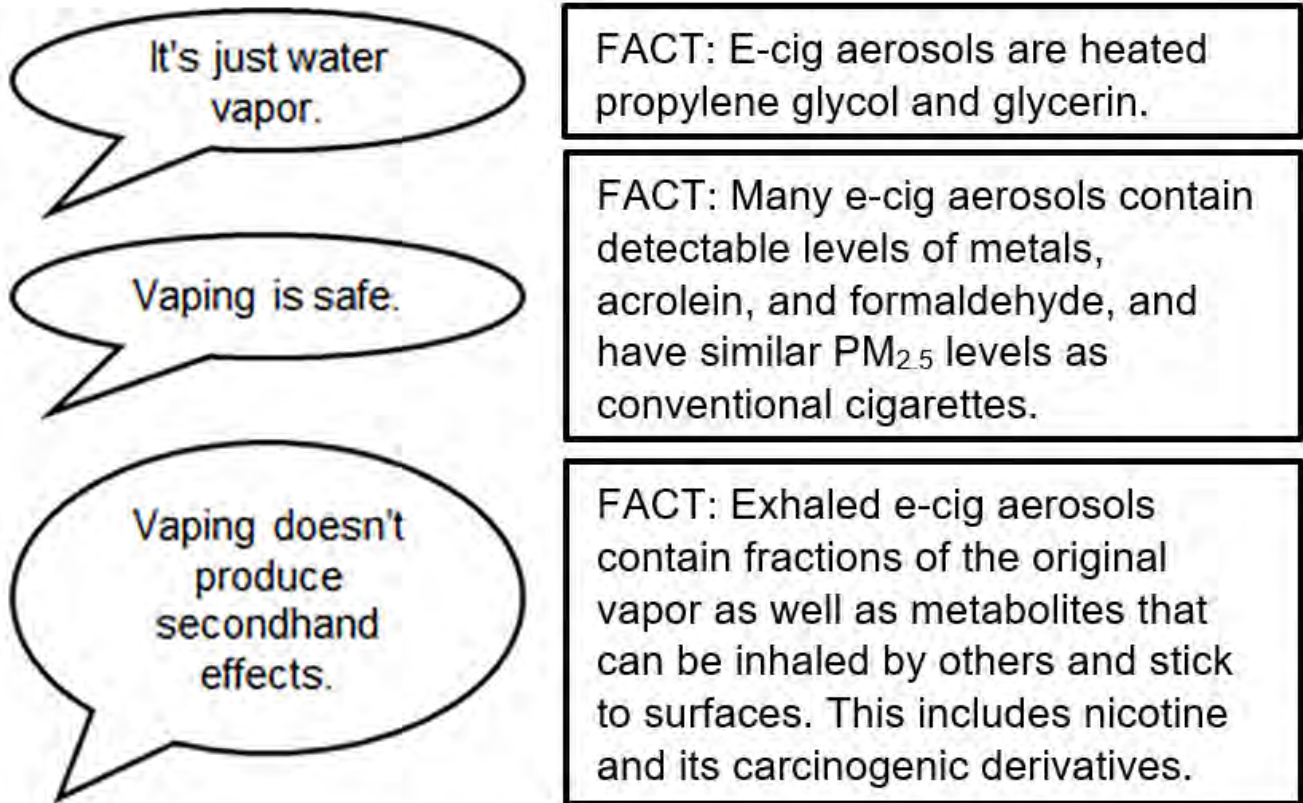 It's just water
vapor.
FACT: E-cig aerosols are heated
propylene glycol and glycerin.
Vaping is safe.
FACT: Many e-cig aerosols contain
detectable levels of metals,
acrolein, and formaldehyde, and
have similar PM2.5 levels as
conventional cigarettes.
Vaping doesn't
produce
secondhand
effects.
FACT: Exhaled e-cig aerosols
contain fractions of the original
vapor as well as metabolites that
can be inhaled by others and stick
to surfaces. This includes nicotine
and its carcinogenic derivatives.